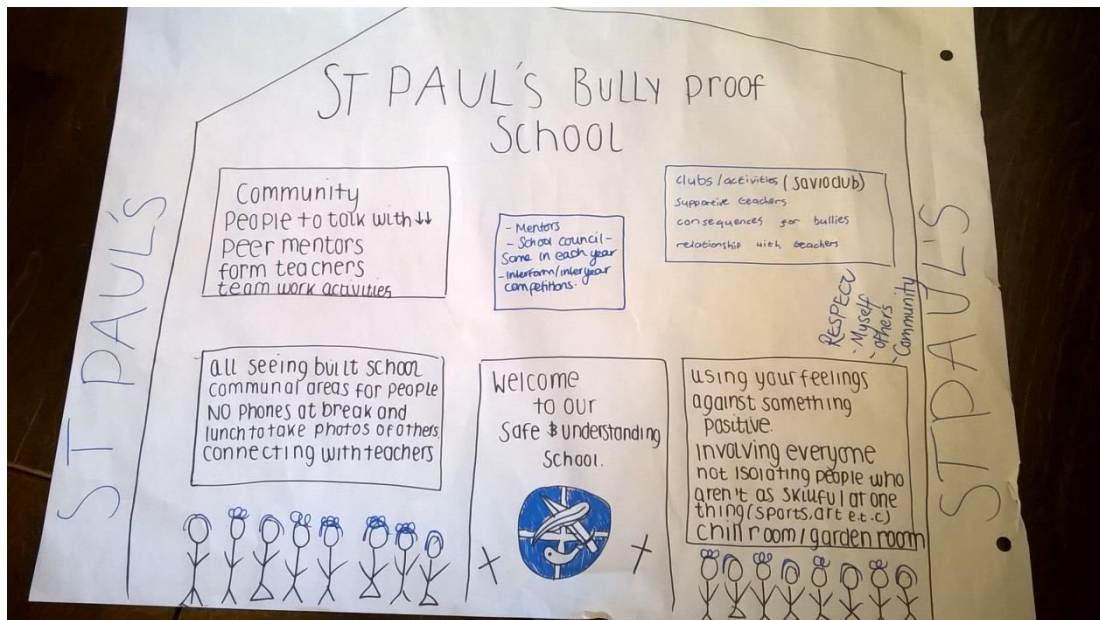 ST PAUL'S BULLY PROOF
SCHOOL
ST PAUL'S
Community
People to talk with ↓↓
peer mentors
form teachers
team work activities
- Mentors
- School council-
Some in each year
-Interform/interyear
competitions.
clubs/activities (savioclub)
supportive teachers
consequences for bullies
relationship with teachers
RESPECT
- Myself
- others
- Community
ST PAUL'S
all seeing built school
communal areas for people
NO phones at break and
lunch to take photos of others
connecting with teachers
Welcome
to our
Safe & understanding
School.
using your feelings
against something
positive.
involving everyone
not isolating people who
aren't as skillful at one
thing (sports, art e.t.c)
chill room/garden room